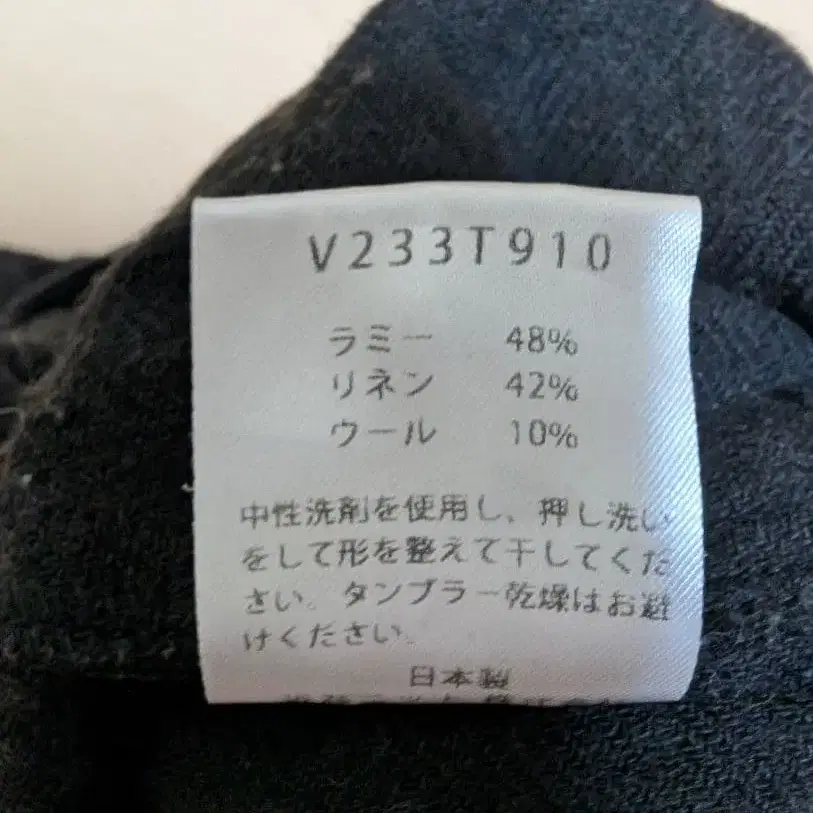 V233T910
ラミー 48%
リネン 42%
ウール 10%
中性洗剤を使用し、押し洗い
をして形を整えて干してくだ
さい。タンブラー乾燥はお避
けください。
日本製